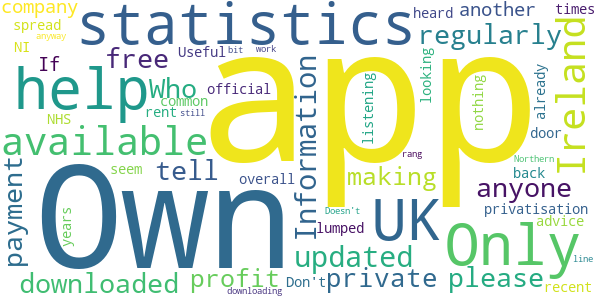 company
spread
anyway
NI
If
statistics
heard
another
times
regularly
free
Useful
bit
work
help
Who
official
common
rent
still
NHS
available
app
Information
listening
looking
nothing
already
door
Ireland
payment
years
Own
tell
seem
overall
making
rang
Northern
back
anyone
privatisation
UK
lumped
Doesn't
advice
Only
updated
downloaded
profit
Don't
private
please
recent
line
downloading